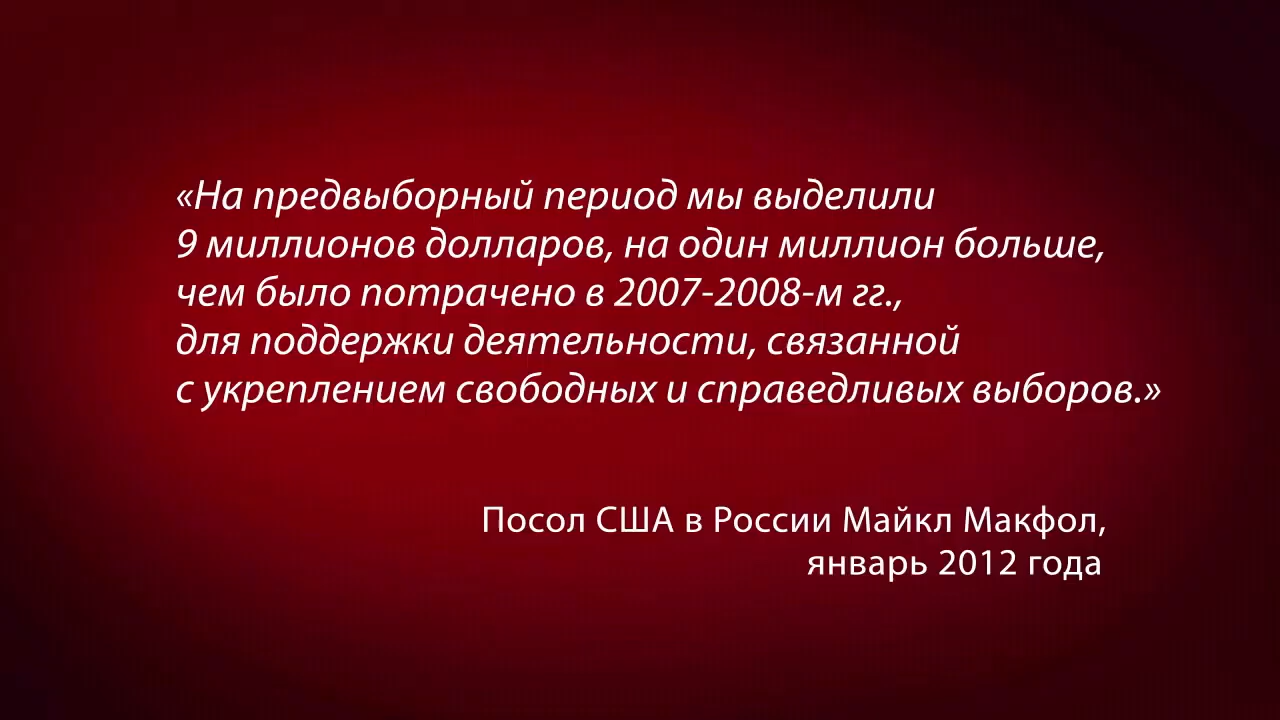 «На предвыборный период мы выделили
9 миллионов долларов, на один миллион больше,
чем было потрачено в 2007-2008-м гг.,
для поддержки деятельности, связанной
с укреплением свободных и справедливых выборов.»
Посол США в России Майкл Макфол,
январь 2012 года